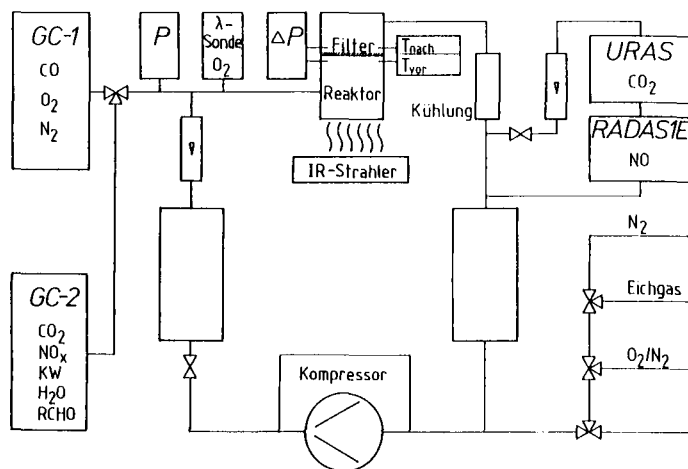 GC-1
CO
O₂
N₂
P
λ-
Sonde
O₂
ΔP
Filter
Reaktor
Tnach
Tvor
IR-Strahler
Kühlung
URAS
CO₂
RADAS1E
NO
GC-2
CO₂
NOx
KW
H₂O
RCHO
Kompressor
N₂
Eichgas
O₂/N₂